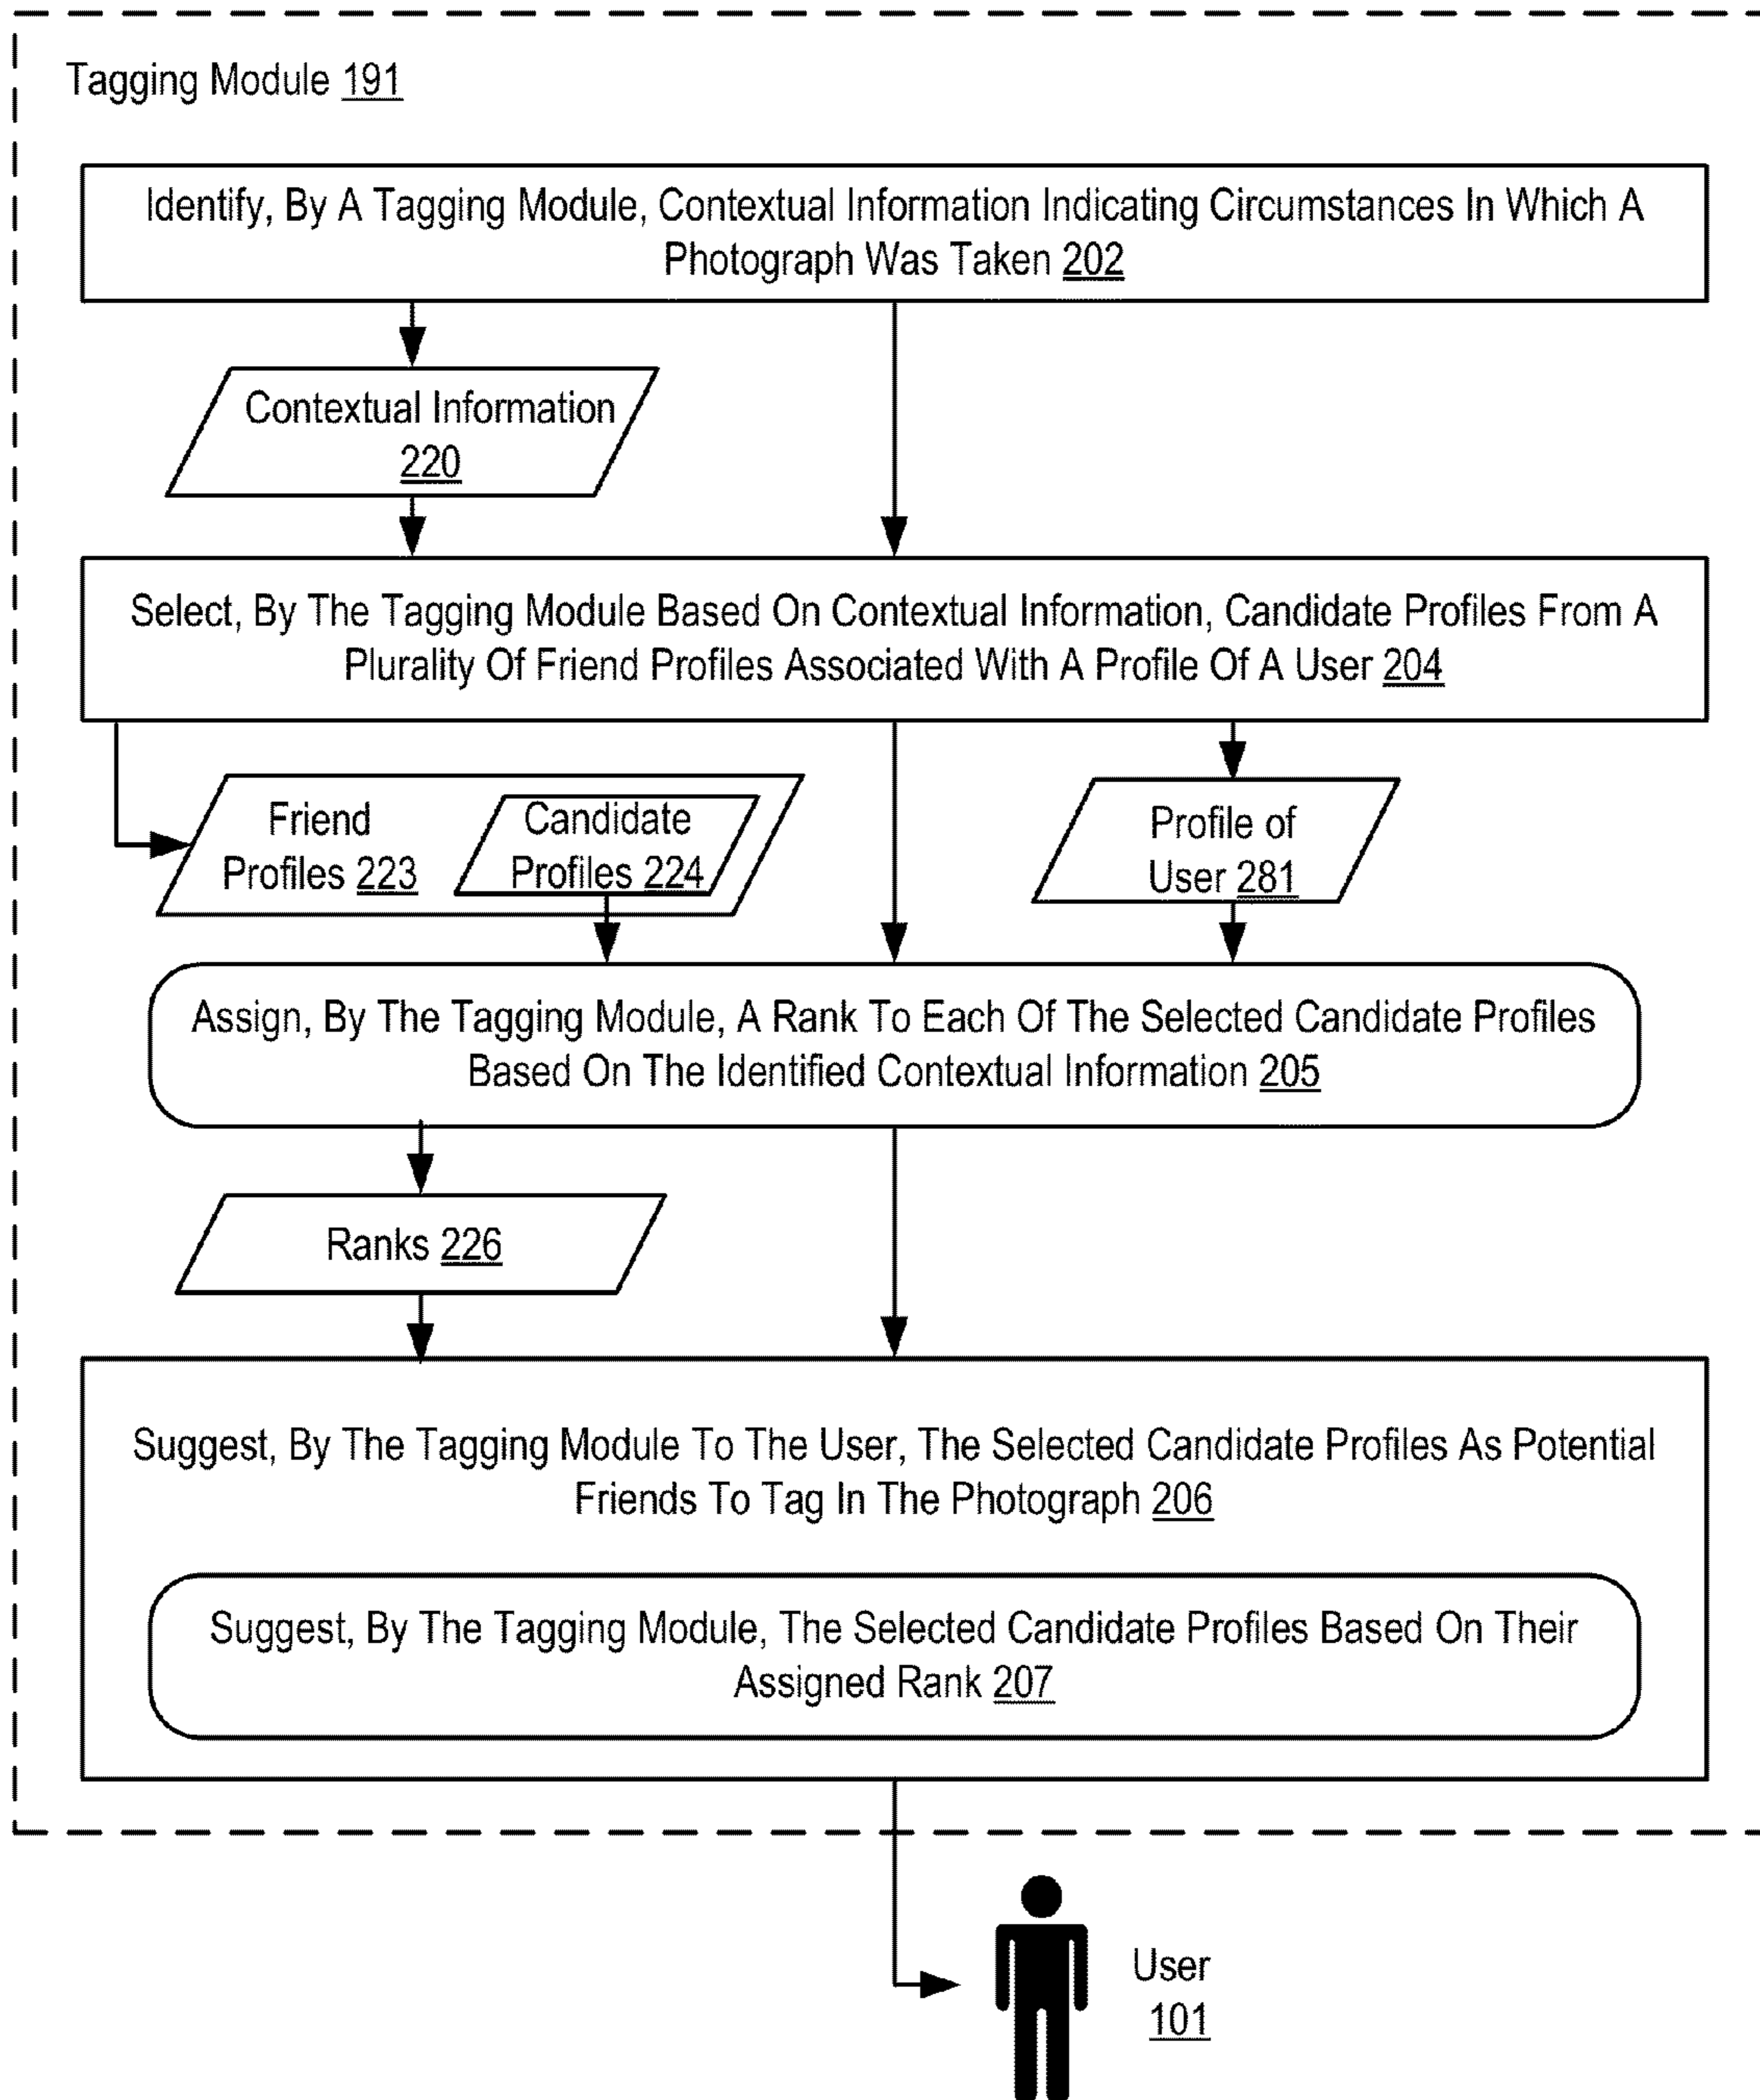 Tagging Module 191
Identify, By A Tagging Module, Contextual Information Indicating Circumstances In Which A
Photograph Was Taken 202
Contextual Information
220
Select, By The Tagging Module Based On Contextual Information, Candidate Profiles From A
Plurality Of Friend Profiles Associated With A Profile Of A User 204
Friend
Profiles 223
Candidate
Profiles 224
Profile of
User 281
Assign, By The Tagging Module, A Rank To Each Of The Selected Candidate Profiles
Based On The Identified Contextual Information 205
Ranks 226
Suggest, By The Tagging Module To The User, The Selected Candidate Profiles As Potential
Friends To Tag In The Photograph 206
Suggest, By The Tagging Module, The Selected Candidate Profiles Based On Their
Assigned Rank 207
User
101